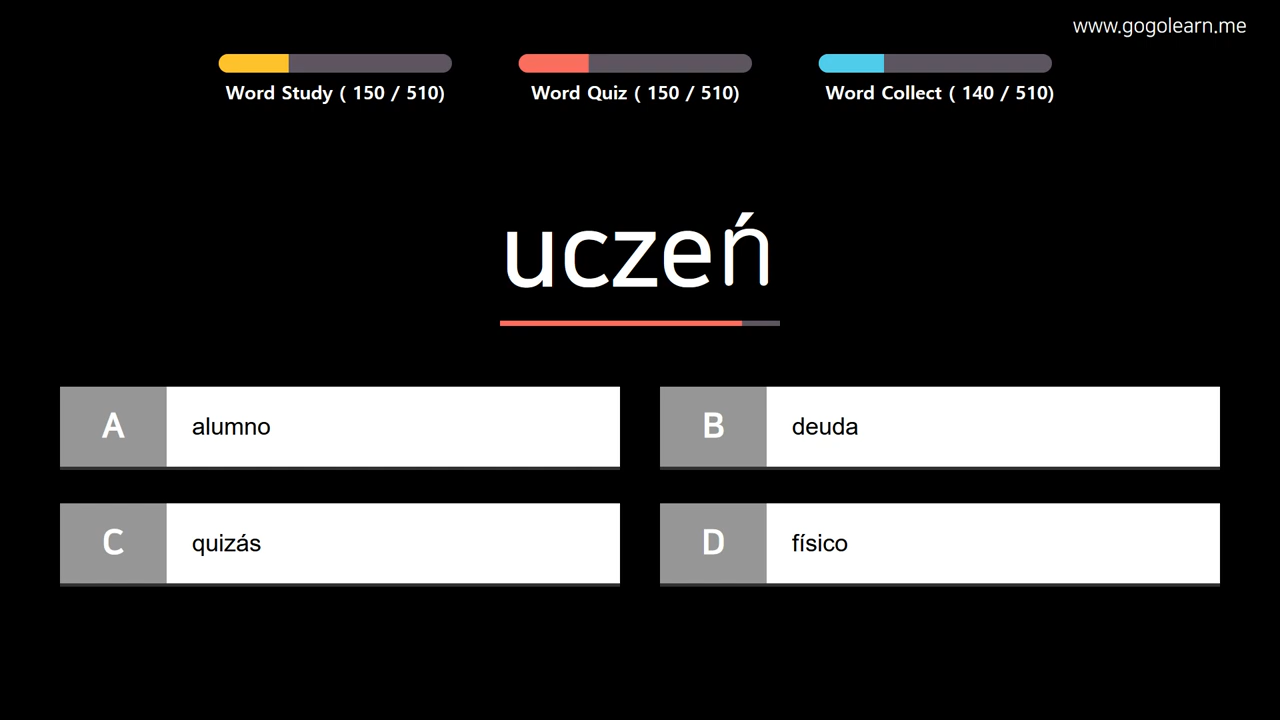 www.gogolearn.me
Word Study ( 150 / 510)
Word Quiz ( 150 / 510)
Word Collect ( 140 / 510)
uczeń
A alumno
B deuda
C quizás
D físico